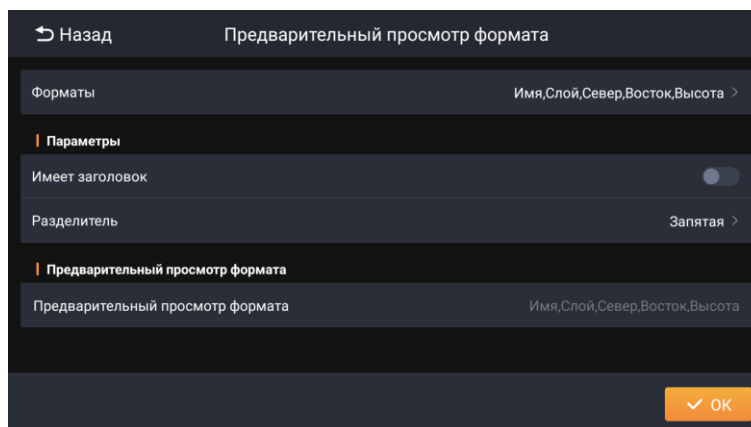 Назад
Предварительный просмотр формата
Форматы
Имя,Слой,Север,Восток,Высота
Параметры
Имеет заголовок
Разделитель
Запятая
Предварительный просмотр формата
Предварительный просмотр формата
Имя,Слой,Север,Восток,Высота
OK